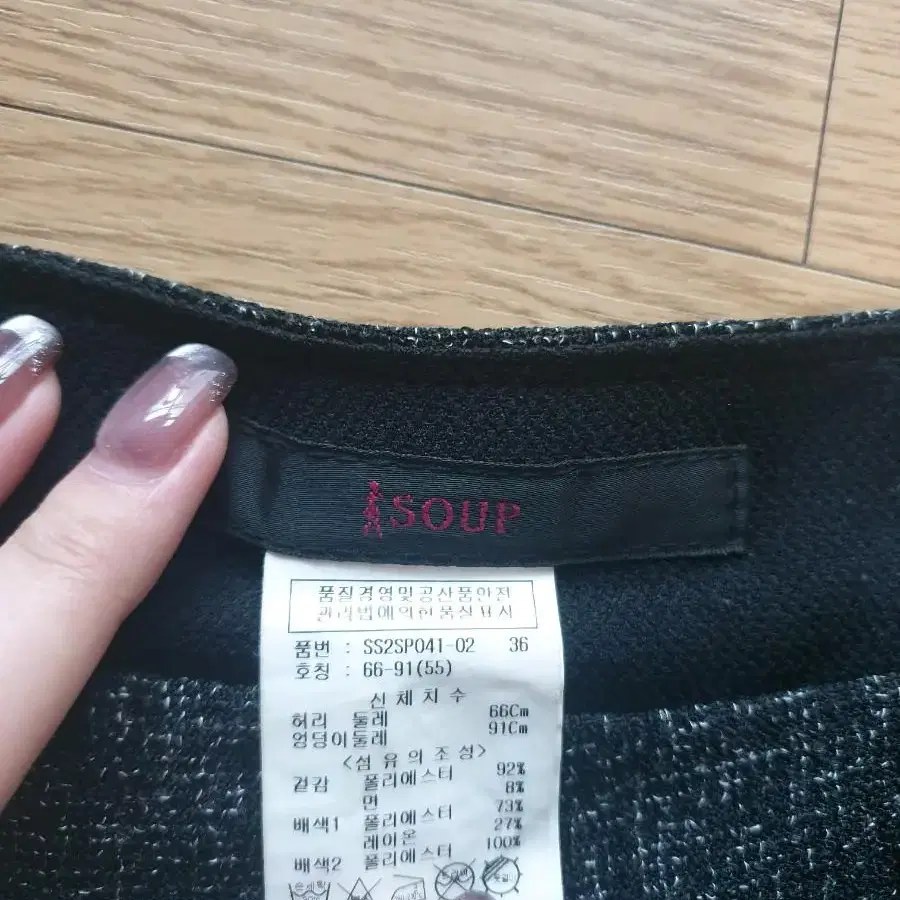 SOUP
품질경영및공산품안전
관리법에의한품질표시
품번 : SS2SP041-02 36
호칭 : 66-91(55)
신체치수
허리 둘레 66Cm
엉덩이둘레 91Cm
<섬유의 조성>
겉감 폴리에스터 92%
면 8%
배색1 폴리에스터 73%
레이온 27%
배색2 폴리에스터 100%